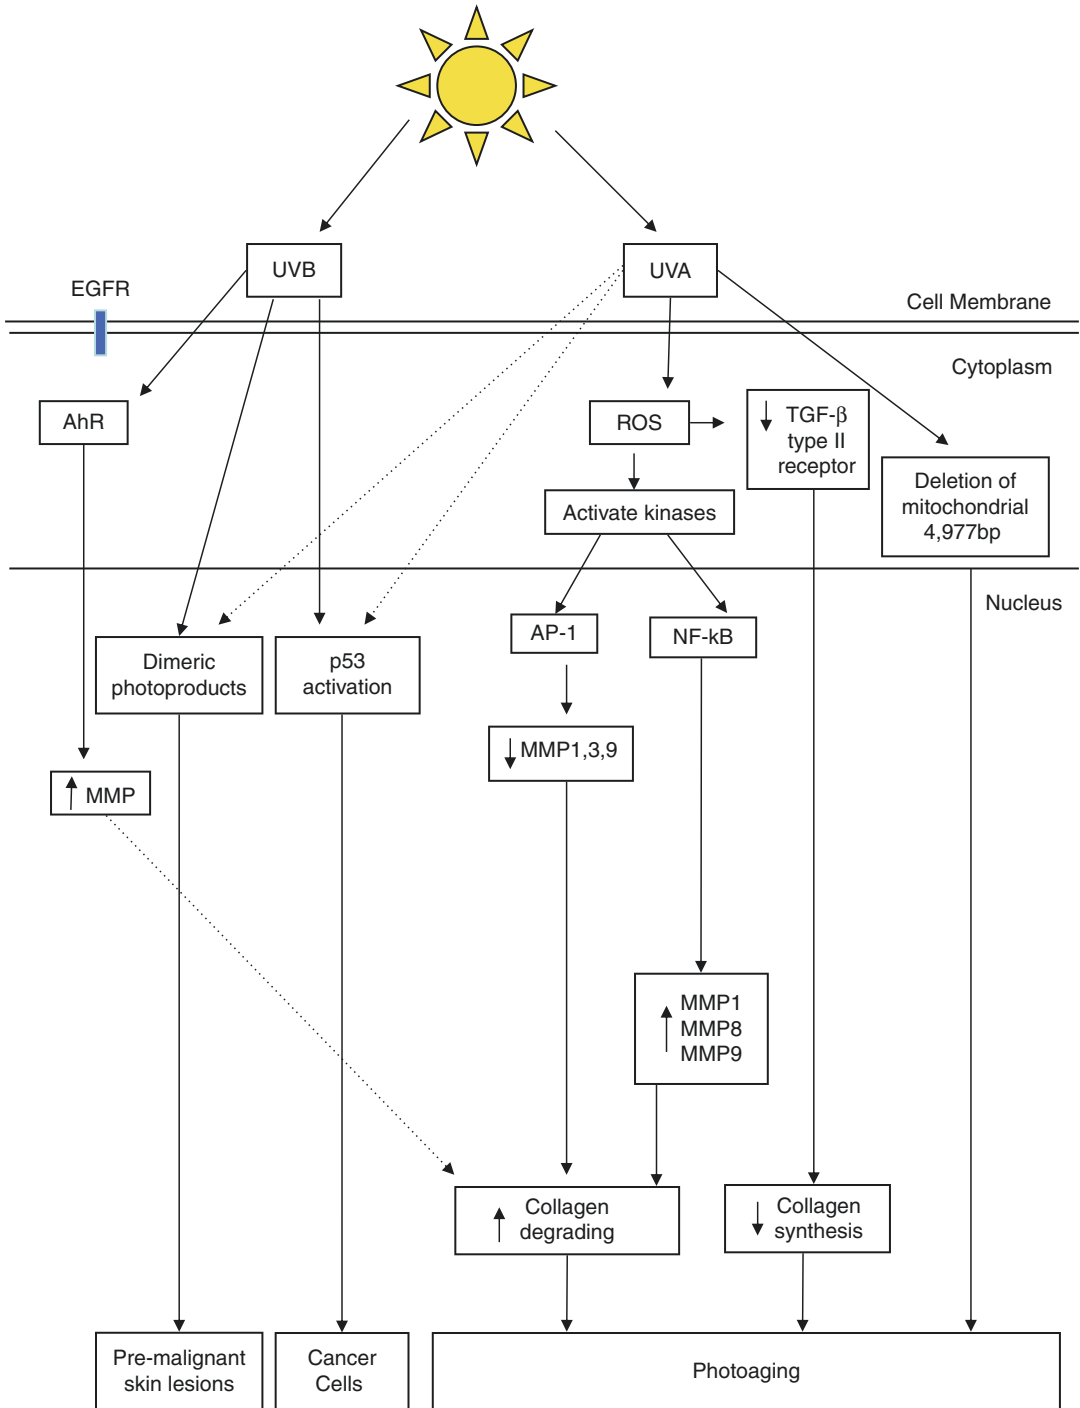 UVB
UVA
EGFR
Cell Membrane
Cytoplasm
AhR
ROS
↓ TGF-β
type II
receptor
Activate kinases
Deletion of
mitochondrial
4,977bp
Nucleus
AP-1
NF-kB
Dimeric
photoproducts
p53
activation
↓ MMP1,3,9
↑ MMP
↑ MMP1
MMP8
MMP9
↑ Collagen
degrading
↓ Collagen
synthesis
Pre-malignant
skin lesions
Cancer
Cells
Photoaging